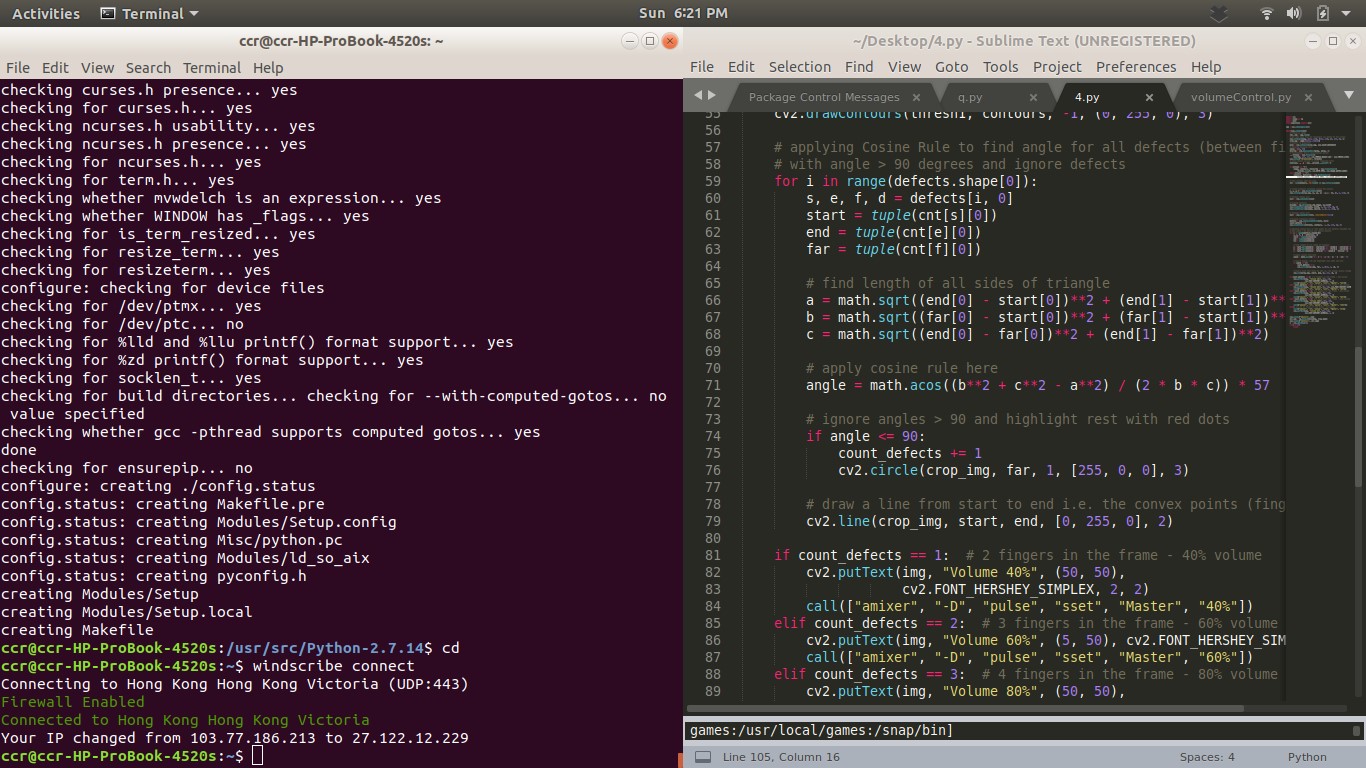 Activities Terminal Sun 6:21 PM
ccr@ccr-HP-ProBook-4520s: ~
File Edit View Search Terminal Help
checking curses.h presence... yes
checking for curses.h... yes
checking ncurses.h usability... yes
checking ncurses.h presence... yes
checking for ncurses.h... yes
checking for term.h... yes
checking whether mvwdelch is an expression... yes
checking whether WINDOW has _flags... yes
checking for is_term_resized... yes
checking for resize_term... yes
checking for resizeterm... yes
configure: checking for device files
checking for /dev/ptmx... yes
checking for /dev/ptc... no
checking for %lld and %llu printf() format support... yes
checking for %zd printf() format support... yes
checking for socklen_t... yes
checking for build directories... checking for --with-computed-gotos... no
 value specified
checking whether gcc -pthread supports computed gotos... yes
done
checking for ensurepip... no
configure: creating ./config.status
config.status: creating Makefile.pre
config.status: creating Modules/Setup.config
config.status: creating Misc/python.pc
config.status: creating Modules/ld_so_aix
config.status: creating pyconfig.h
creating Modules/Setup
creating Modules/Setup.local
creating Makefile
ccr@ccr-HP-ProBook-4520s:/usr/src/Python-2.7.14$ cd
ccr@ccr-HP-ProBook-4520s:~$ windscribe connect
Connecting to Hong Kong Hong Kong Victoria (UDP:443)
Firewall Enabled
Connected to Hong Kong Hong Kong Victoria
Your IP changed from 103.77.186.213 to 27.122.12.229
ccr@ccr-HP-ProBook-4520s:~$
~/Desktop/4.py - Sublime Text (UNREGISTERED)
File Edit Selection Find View Goto Tools Project Preferences Help
Package Control Messages × q.py × 4.py × volumeControl.py ×
55     cv2.drawContours(thresh1, contours, -1, (0, 255, 0), 3)
56
57     # applying Cosine Rule to find angle for all defects (between fi
58     # with angle > 90 degrees and ignore defects
59     for i in range(defects.shape[0]):
60         s, e, f, d = defects[i, 0]
61         start = tuple(cnt[s][0])
62         end = tuple(cnt[e][0])
63         far = tuple(cnt[f][0])
64
65         # find length of all sides of triangle
66         a = math.sqrt((end[0] - start[0])**2 + (end[1] - start[1])**
67         b = math.sqrt((far[0] - start[0])**2 + (far[1] - start[1])**
68         c = math.sqrt((end[0] - far[0])**2 + (end[1] - far[1])**2)
69
70         # apply cosine rule here
71         angle = math.acos((b**2 + c**2 - a**2) / (2 * b * c)) * 57
72
73         # ignore angles > 90 and highlight rest with red dots
74         if angle <= 90:
75             count_defects += 1
76             cv2.circle(crop_img, far, 1, [255, 0, 0], 3)
77
78         # draw a line from start to end i.e. the convex points (fing
79         cv2.line(crop_img, start, end, [0, 255, 0], 2)
80
81     if count_defects == 1:  # 2 fingers in the frame - 40% volume
82         cv2.putText(img, "Volume 40%", (50, 50),
83                     cv2.FONT_HERSHEY_SIMPLEX, 2, 2)
84         call(["amixer", "-D", "pulse", "sset", "Master", "40%"])
85     elif count_defects == 2:  # 3 fingers in the frame - 60% volume
86         cv2.putText(img, "Volume 60%", (5, 50), cv2.FONT_HERSHEY_SIM
87         call(["amixer", "-D", "pulse", "sset", "Master", "60%"])
88     elif count_defects == 3:  # 4 fingers in the frame - 80% volume
89         cv2.putText(img, "Volume 80%", (50, 50),
games:/usr/local/games:/snap/bin]
Line 105, Column 16 Spaces: 4 Python